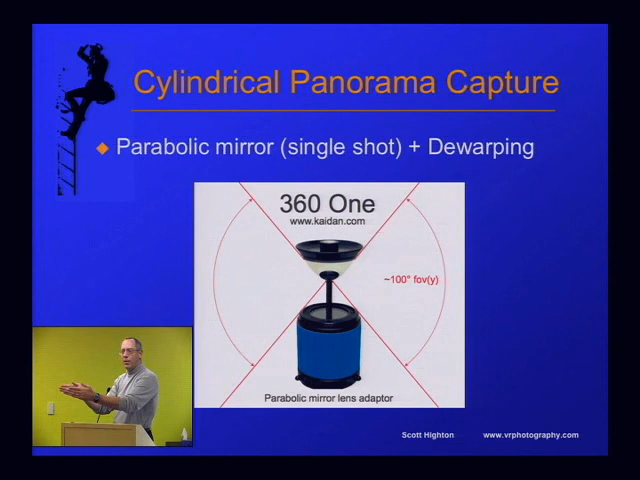 Cylindrical Panorama Capture
Parabolic mirror (single shot) + Dewarping
360 One
www.kaidan.com
~100° fov(y)
Parabolic mirror lens adaptor
Scott Highton www.vrphotography.com